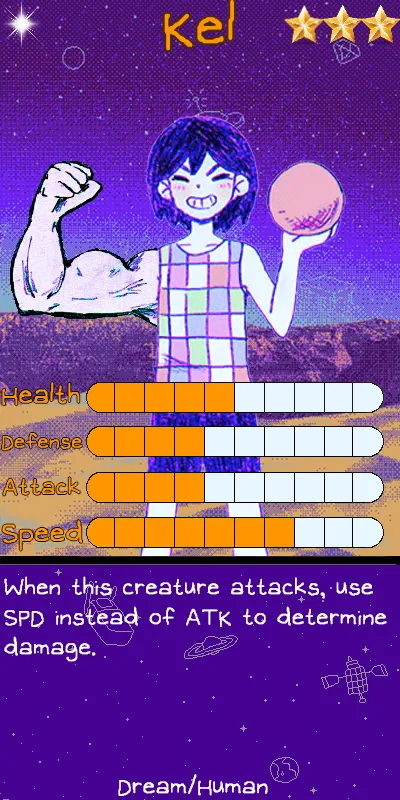 Kel
Health
Defense
Attack
Speed
When this creature attacks, use
SPD instead of ATK to determine
damage.
Dream/Human